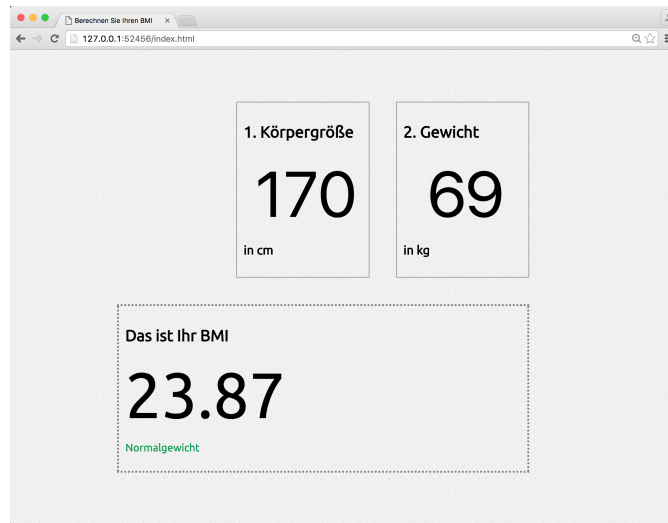 Berechnen Sie Ihren BMI
127.0.0.1:52456/index.html
1. Körpergröße
170
in cm
2. Gewicht
69
in kg
Das ist Ihr BMI
23.87
Normalgewicht